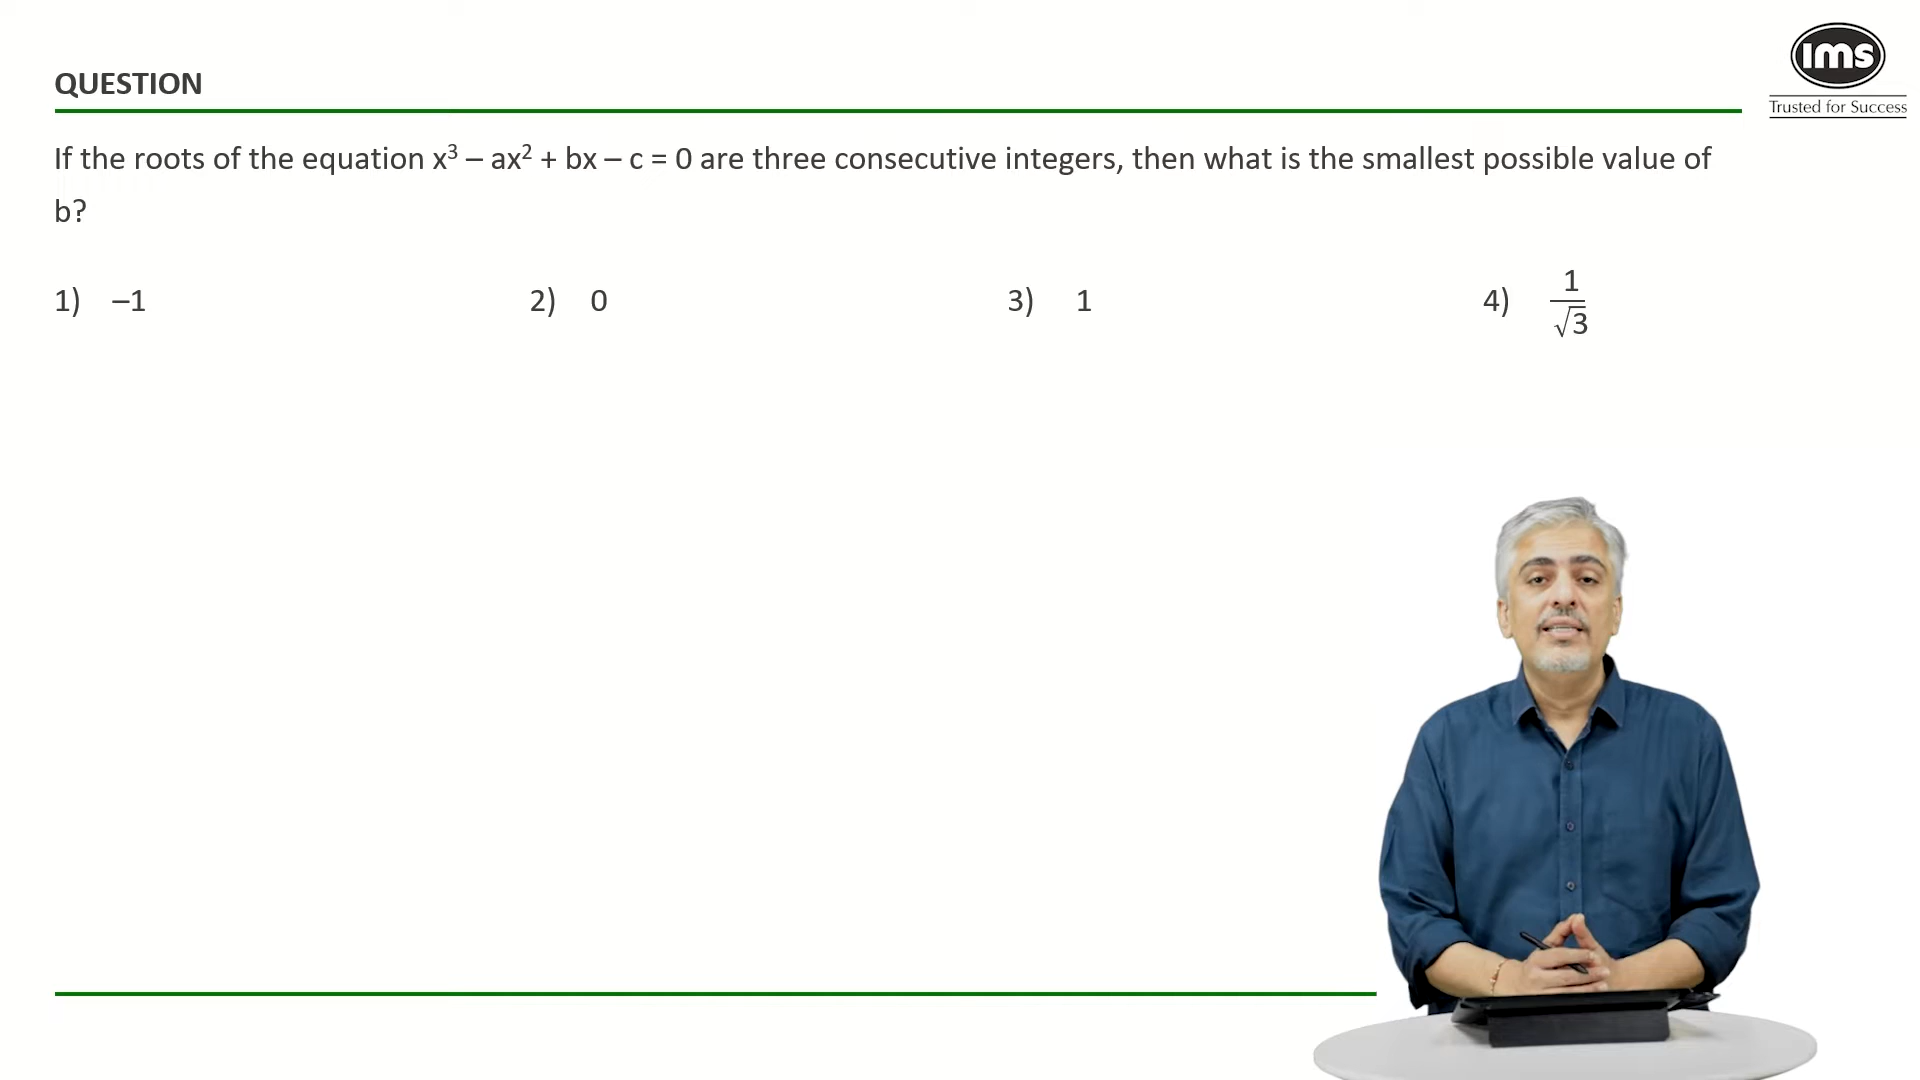 ims
Trusted for Success
QUESTION
If the roots of the equation x³ – ax² + bx – c = 0 are three consecutive integers, then what is the smallest possible value of
b?
1) –1 2) 0 3) 1 4) 1/√3